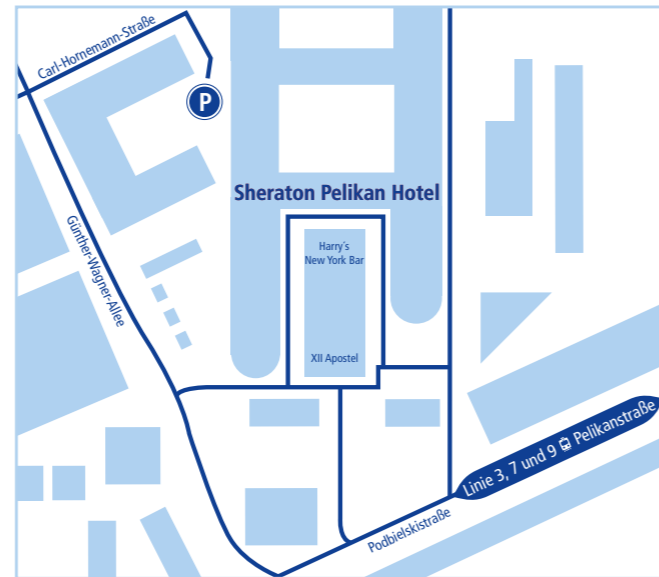 Carl-Hornemann-Straße
P
Sheraton Pelikan Hotel
Harry´s
New York Bar
Günther-Wagner-Allee
XII Apostel
Linie 3, 7 und 9 Pelikanstraße
Podbielskistraße